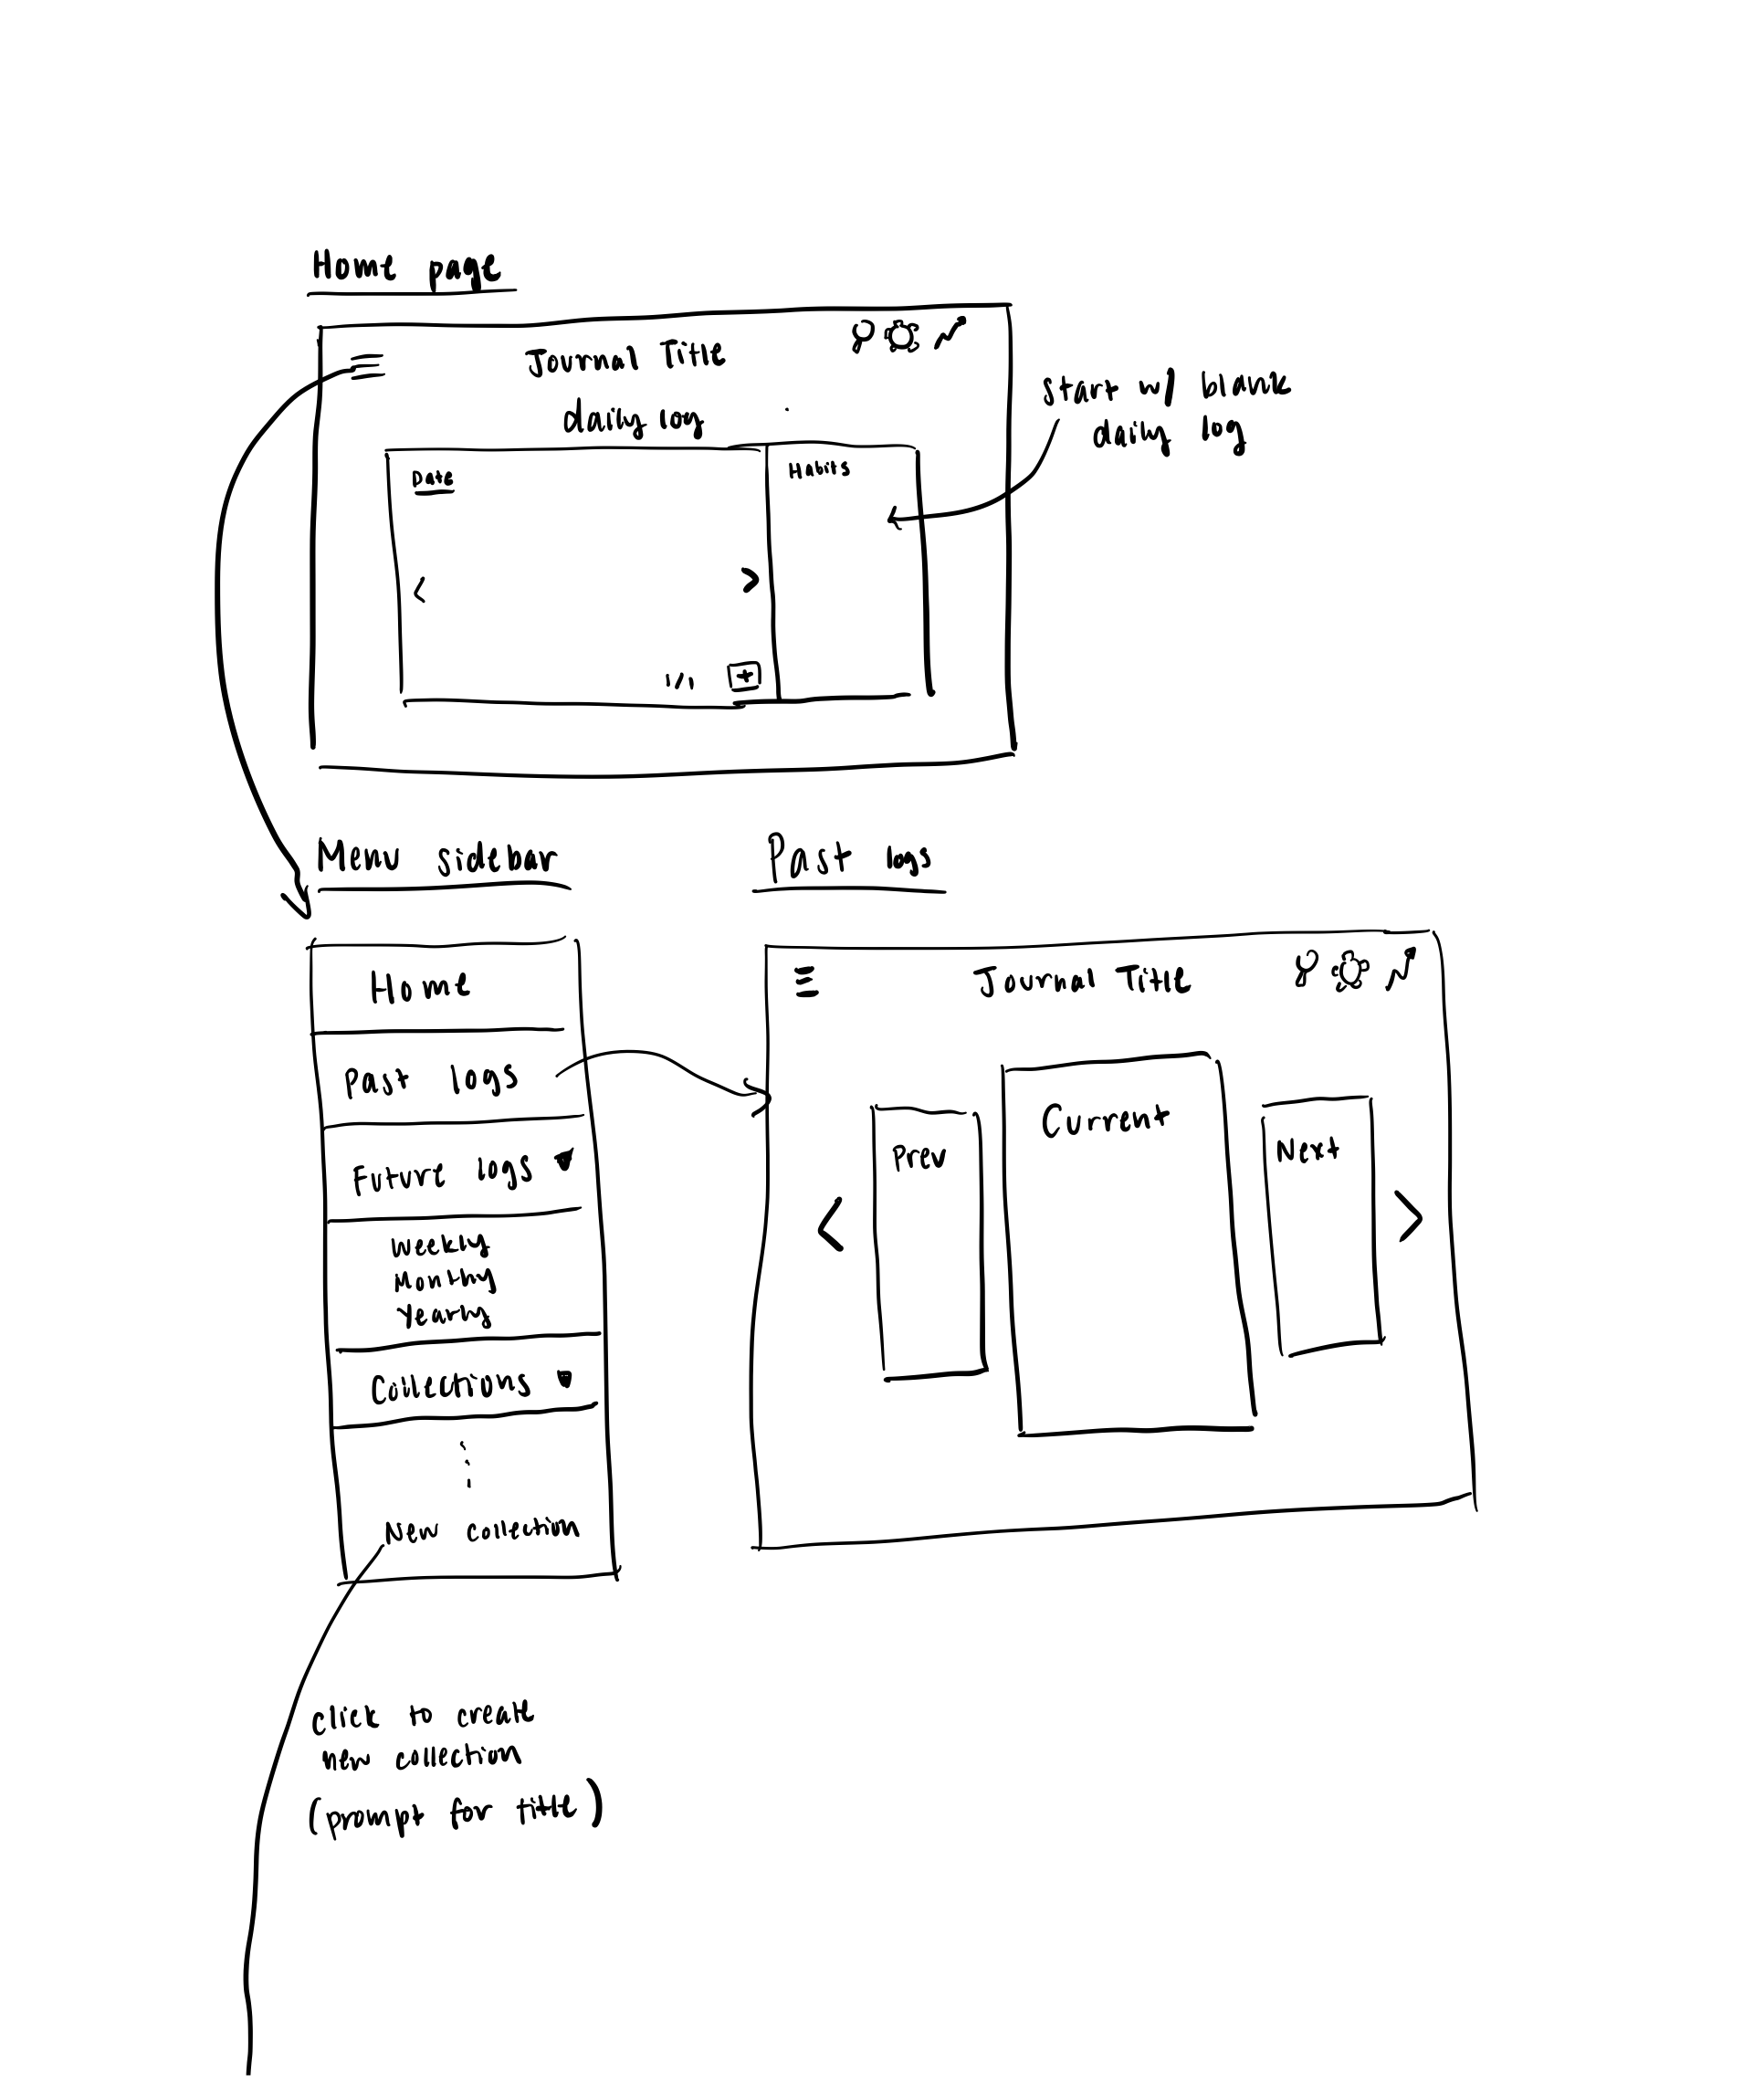 Home page
Journal Title
daily log
start w/ blank
daily log
Date
Habits
<
>
1/1
+
Menu sidebar
Home
Past logs
Future logs
Weekly
Monthy
Yearly
Collections
New collection
Past logs
Journal Title
Prev
Current
Next
<
>
click to create
new collection
(prompt for title)